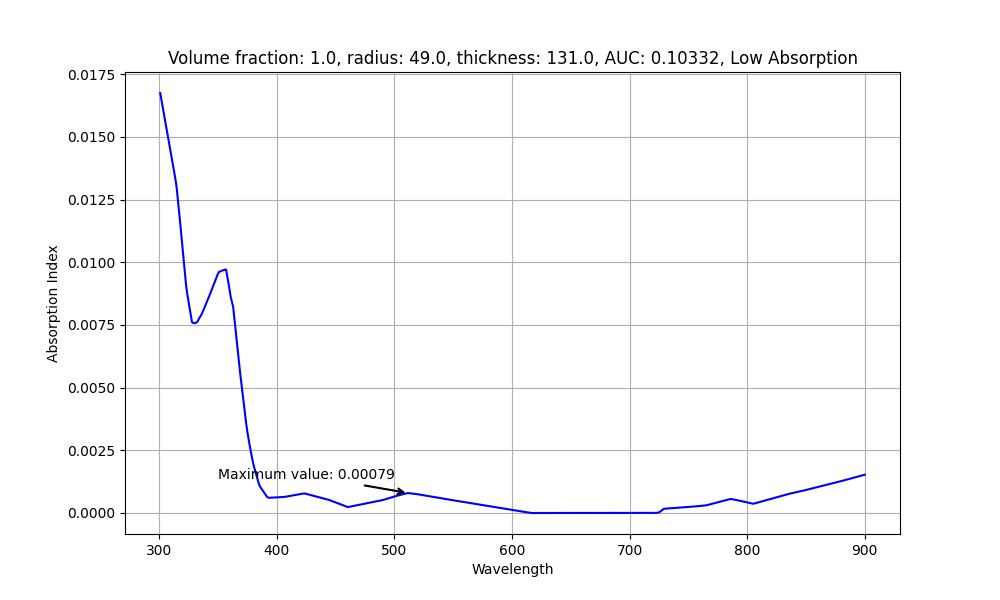 Volume fraction: 1.0, radius: 49.0, thickness: 131.0, AUC: 0.10332, Low Absorption
0.0175
0.0150
0.0125
0.0100
0.0075
0.0050
0.0025
0.0000
Absorption Index
Maximum value: 0.00079
300 400 500 600 700 800 900
Wavelength